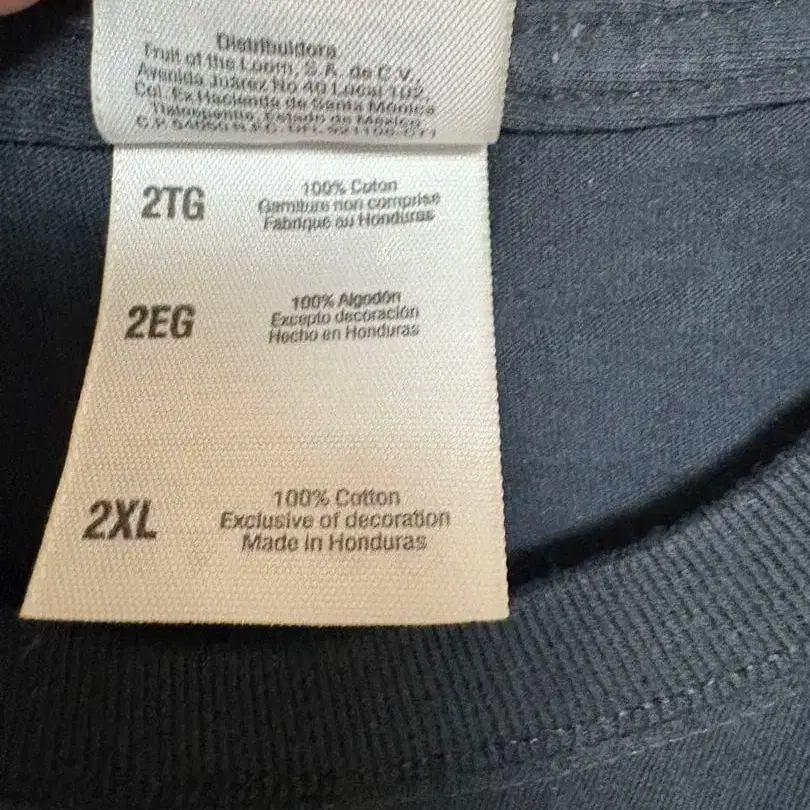 Distribuidora
Fruit of the Loom, S.A. de C.V.
Avenida Juárez No 40 Local 102
Col. Ex Hacienda de Santa Mónica
Tlalnepantla, Estado de México
C.P. 54050 R.F.C.
2TG
100% Coton
Garniture non comprise
Fabriqué au Honduras
2EG
100% Algodón
Excepto decoración
Hecho en Honduras
2XL
100% Cotton
Exclusive of decoration
Made in Honduras